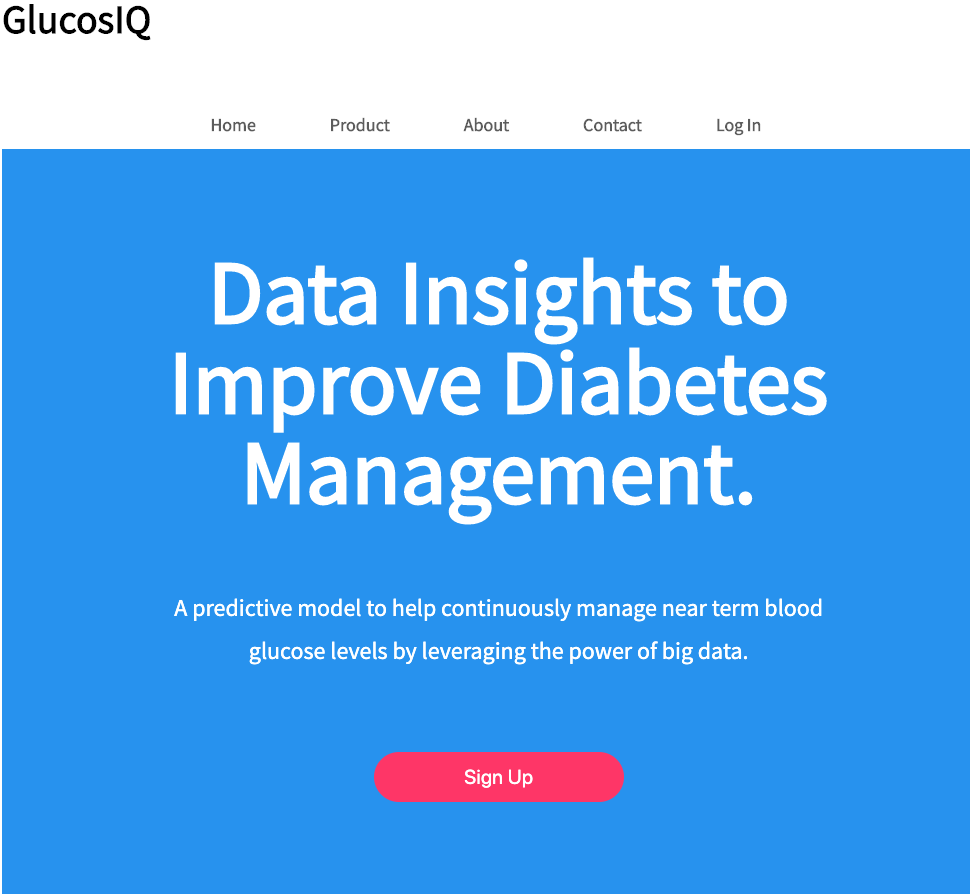 GlucosIQ
Home Product About Contact Log In
Data Insights to
Improve Diabetes
Management.
A predictive model to help continuously manage near term blood
glucose levels by leveraging the power of big data.
Sign Up